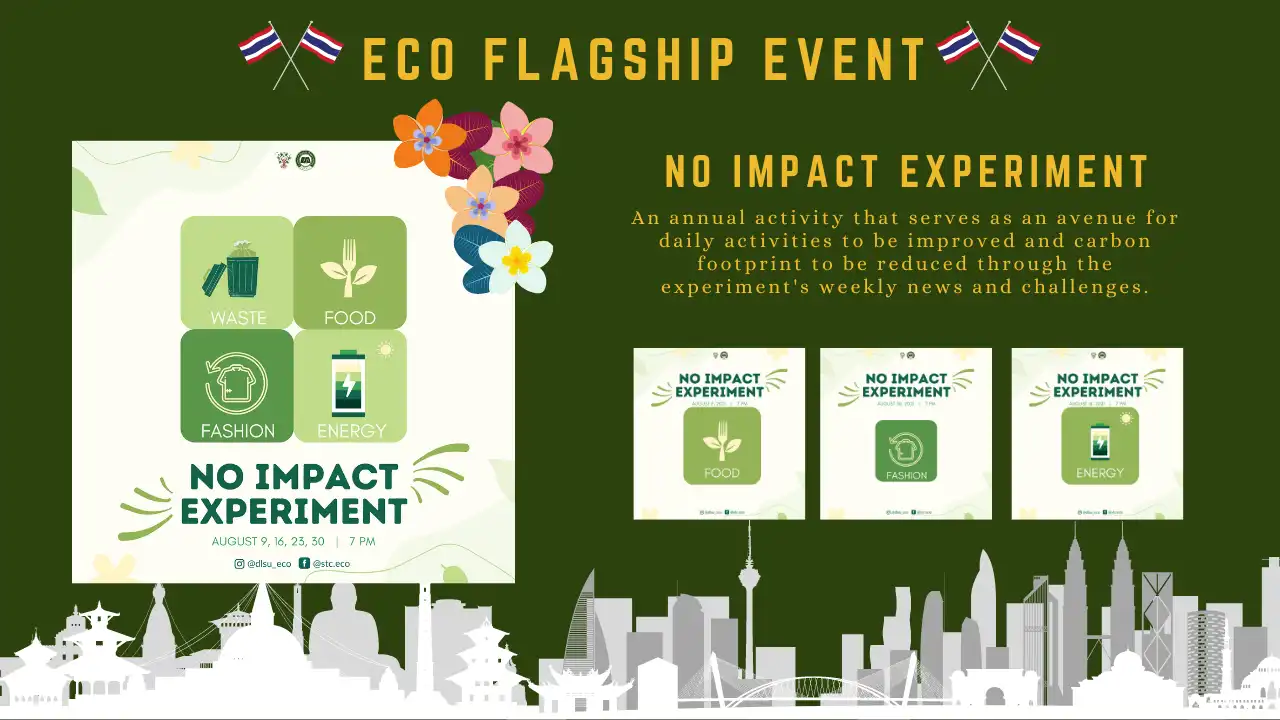 ECO FLAGSHIP EVENT
WASTE
FOOD
FASHION
ENERGY
NO IMPACT
EXPERIMENT
AUGUST 9, 16, 23, 30 | 7 PM
@dlsu_eco @stc.eco
NO IMPACT EXPERIMENT
An annual activity that serves as an avenue for
daily activities to be improved and carbon
footprint to be reduced through the
experiment's weekly news and challenges.
NO IMPACT
EXPERIMENT
FOOD
NO IMPACT
EXPERIMENT
FASHION
NO IMPACT
EXPERIMENT
ENERGY